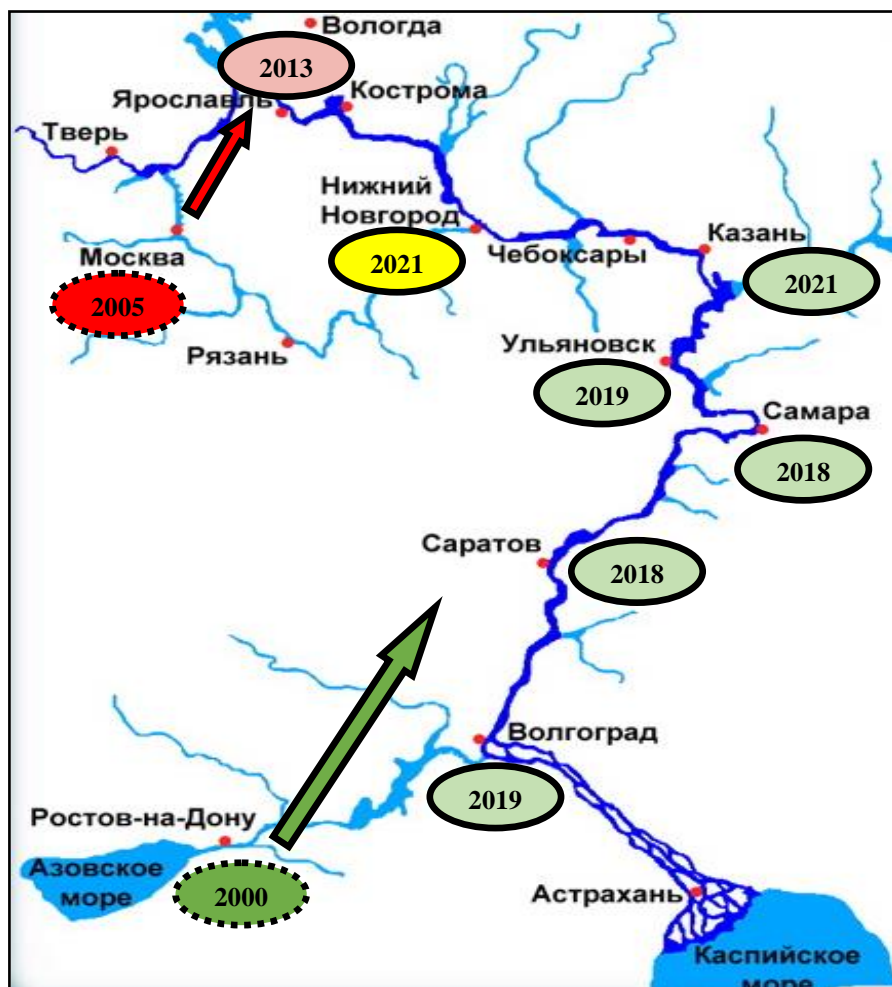 Вологда
2013
Ярославль
Кострома
Тверь
Нижний
Новгород
Москва
2005
2021
Чебоксары
Казань
2021
Рязань
Ульяновск
2019
Самара
2018
Саратов
2018
Волгоград
2019
Ростов-на-Дону
Азовское
море
2000
Астрахань
Каспийское
море